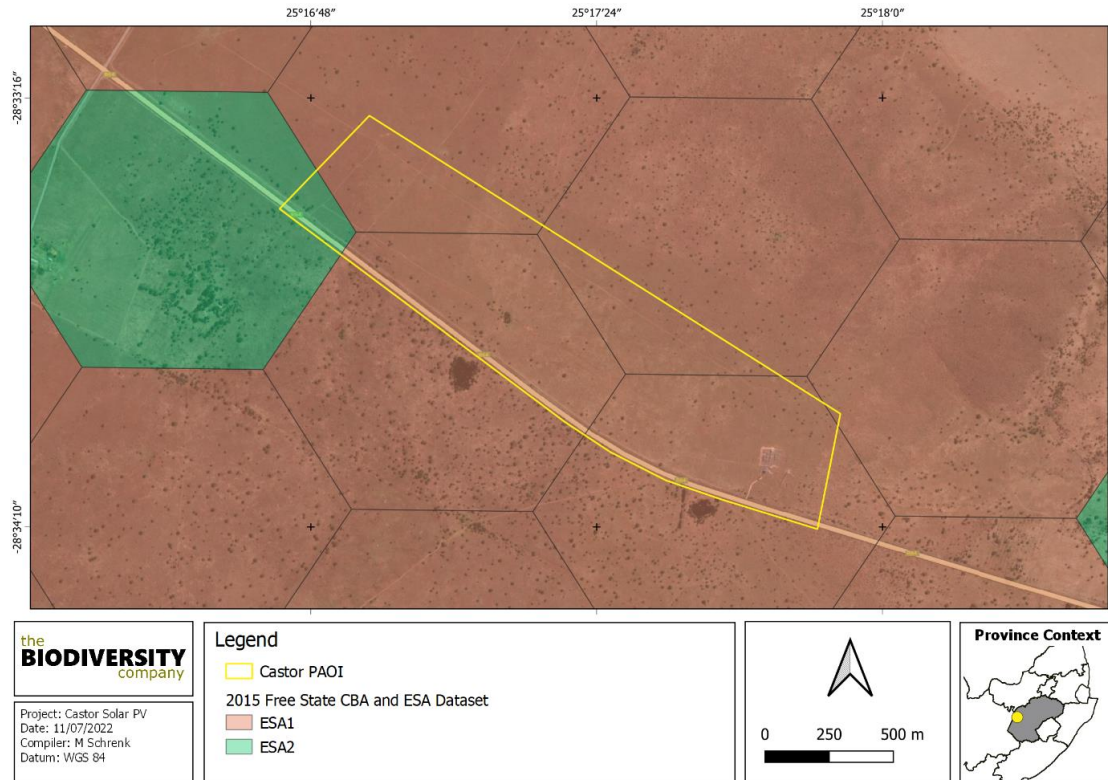 25°16'48" 25°17'24" 25°18'0"
-28°33'16"
-28°34'10"
the
BIODIVERSITY
company
Project: Castor Solar PV
Date: 11/07/2022
Compiler: M Schrenk
Datum: WGS 84
Legend
Castor PAOI
2015 Free State CBA and ESA Dataset
ESA1
ESA2
0 250 500 m
Province Context